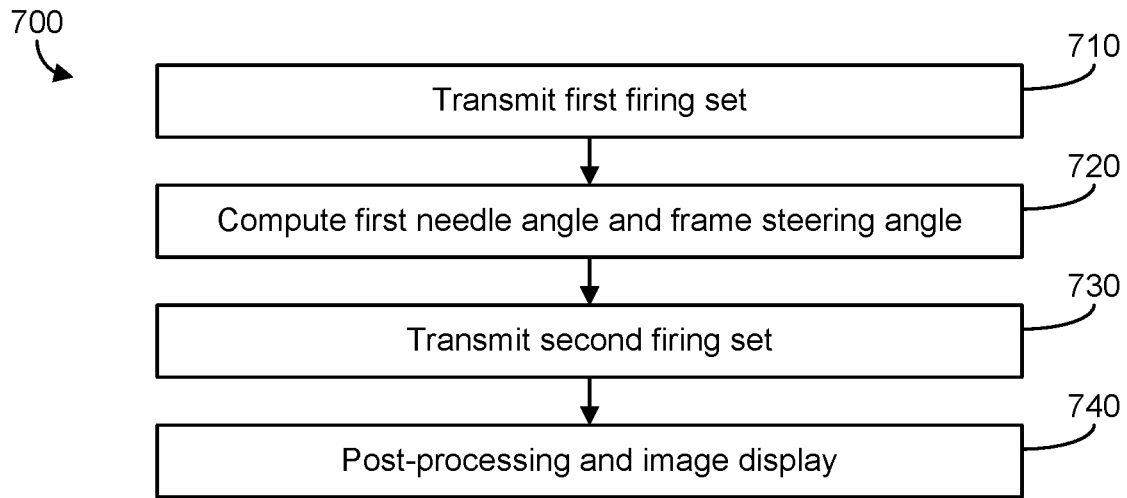 700
710
Transmit first firing set
720
Compute first needle angle and frame steering angle
730
Transmit second firing set
740
Post-processing and image display